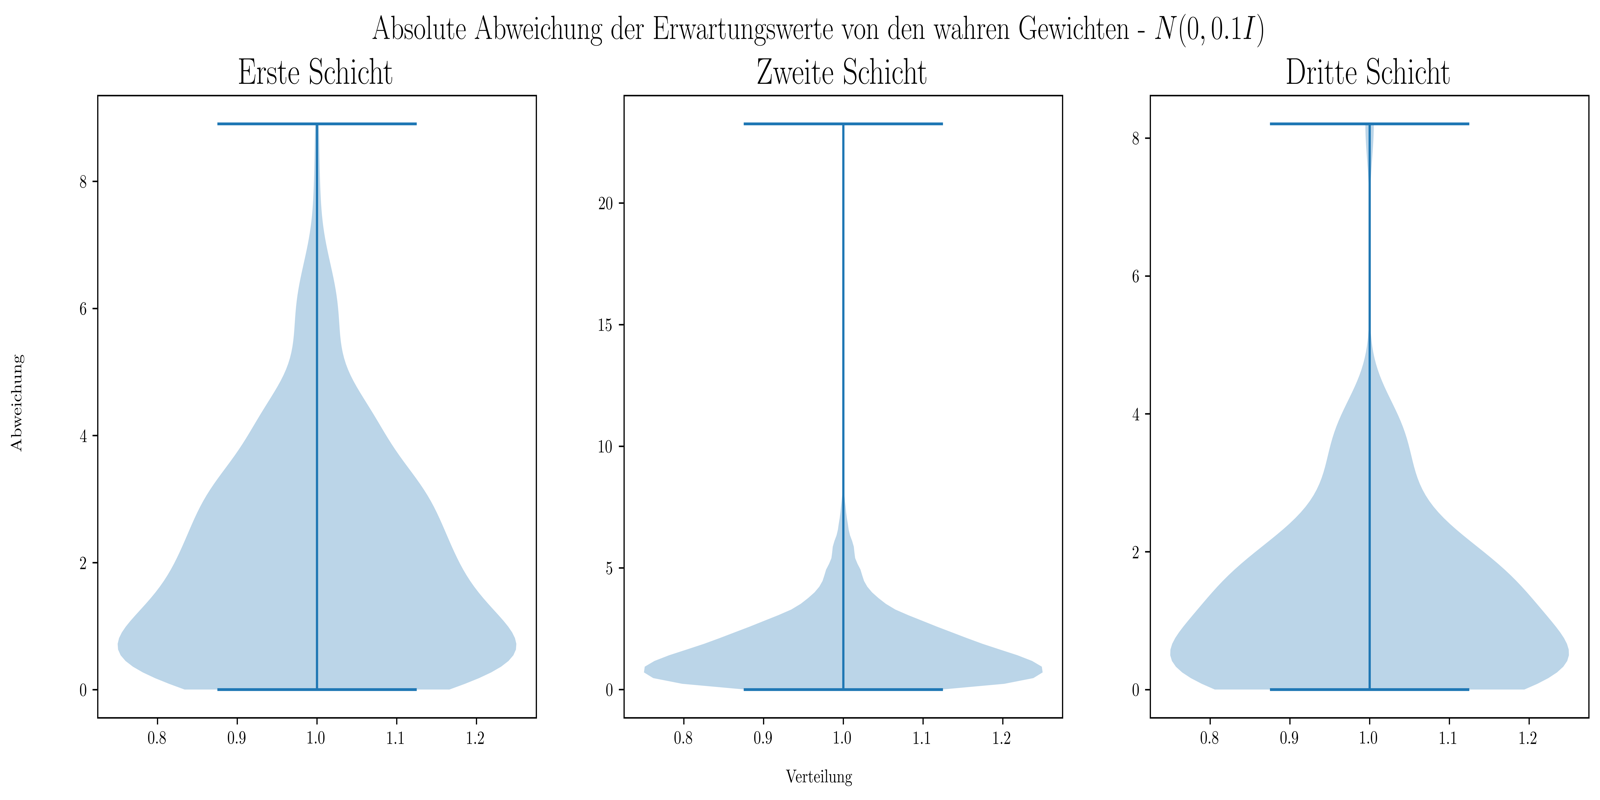 Absolute Abweichung der Erwartungswerte von den wahren Gewichten - N(0, 0.1I)
Erste Schicht
Zweite Schicht
Dritte Schicht
Abweichung
8
6
4
2
0
0.8 0.9 1.0 1.1 1.2
20
15
10
5
0
0.8 0.9 1.0 1.1 1.2
8
6
4
2
0
0.8 0.9 1.0 1.1 1.2
Verteilung